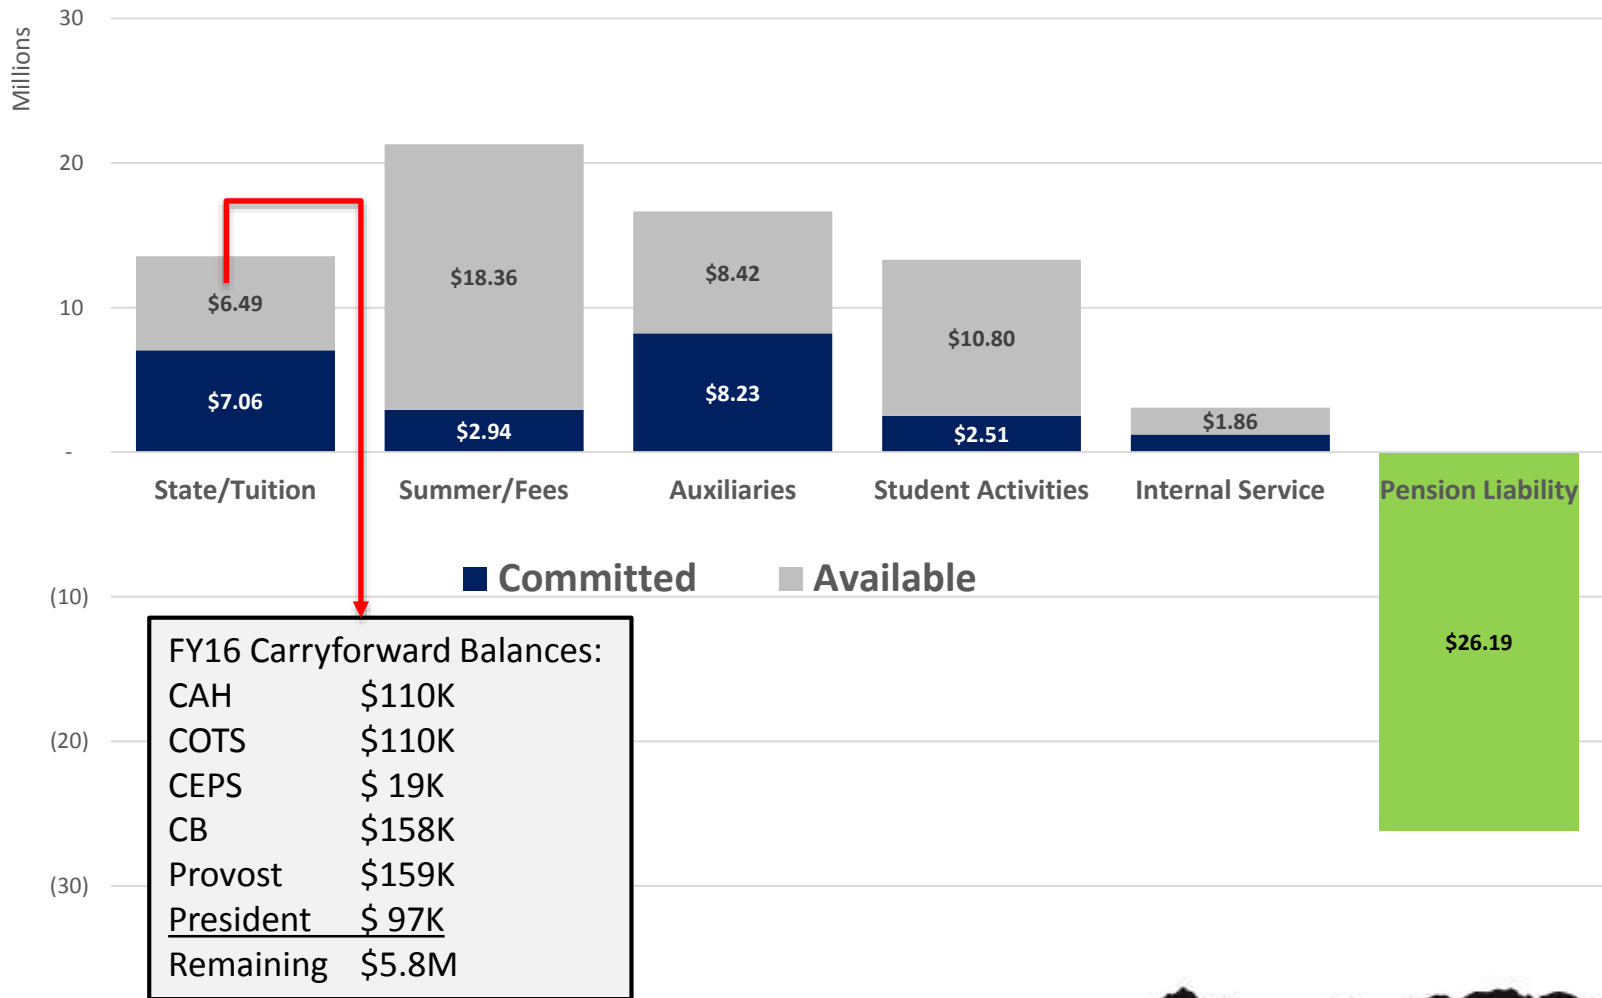 Millions
30
20
10
-
(10)
(20)
(30)
$6.49
$7.06
$18.36
$2.94
$8.42
$8.23
$10.80
$2.51
$1.86
$26.19
State/Tuition
Summer/Fees
Auxiliaries
Student Activities
Internal Service
Pension Liability
Committed
Available
FY16 Carryforward Balances:
CAH $110K
COTS $110K
CEPS $ 19K
CB $158K
Provost $159K
President $ 97K
Remaining $5.8M